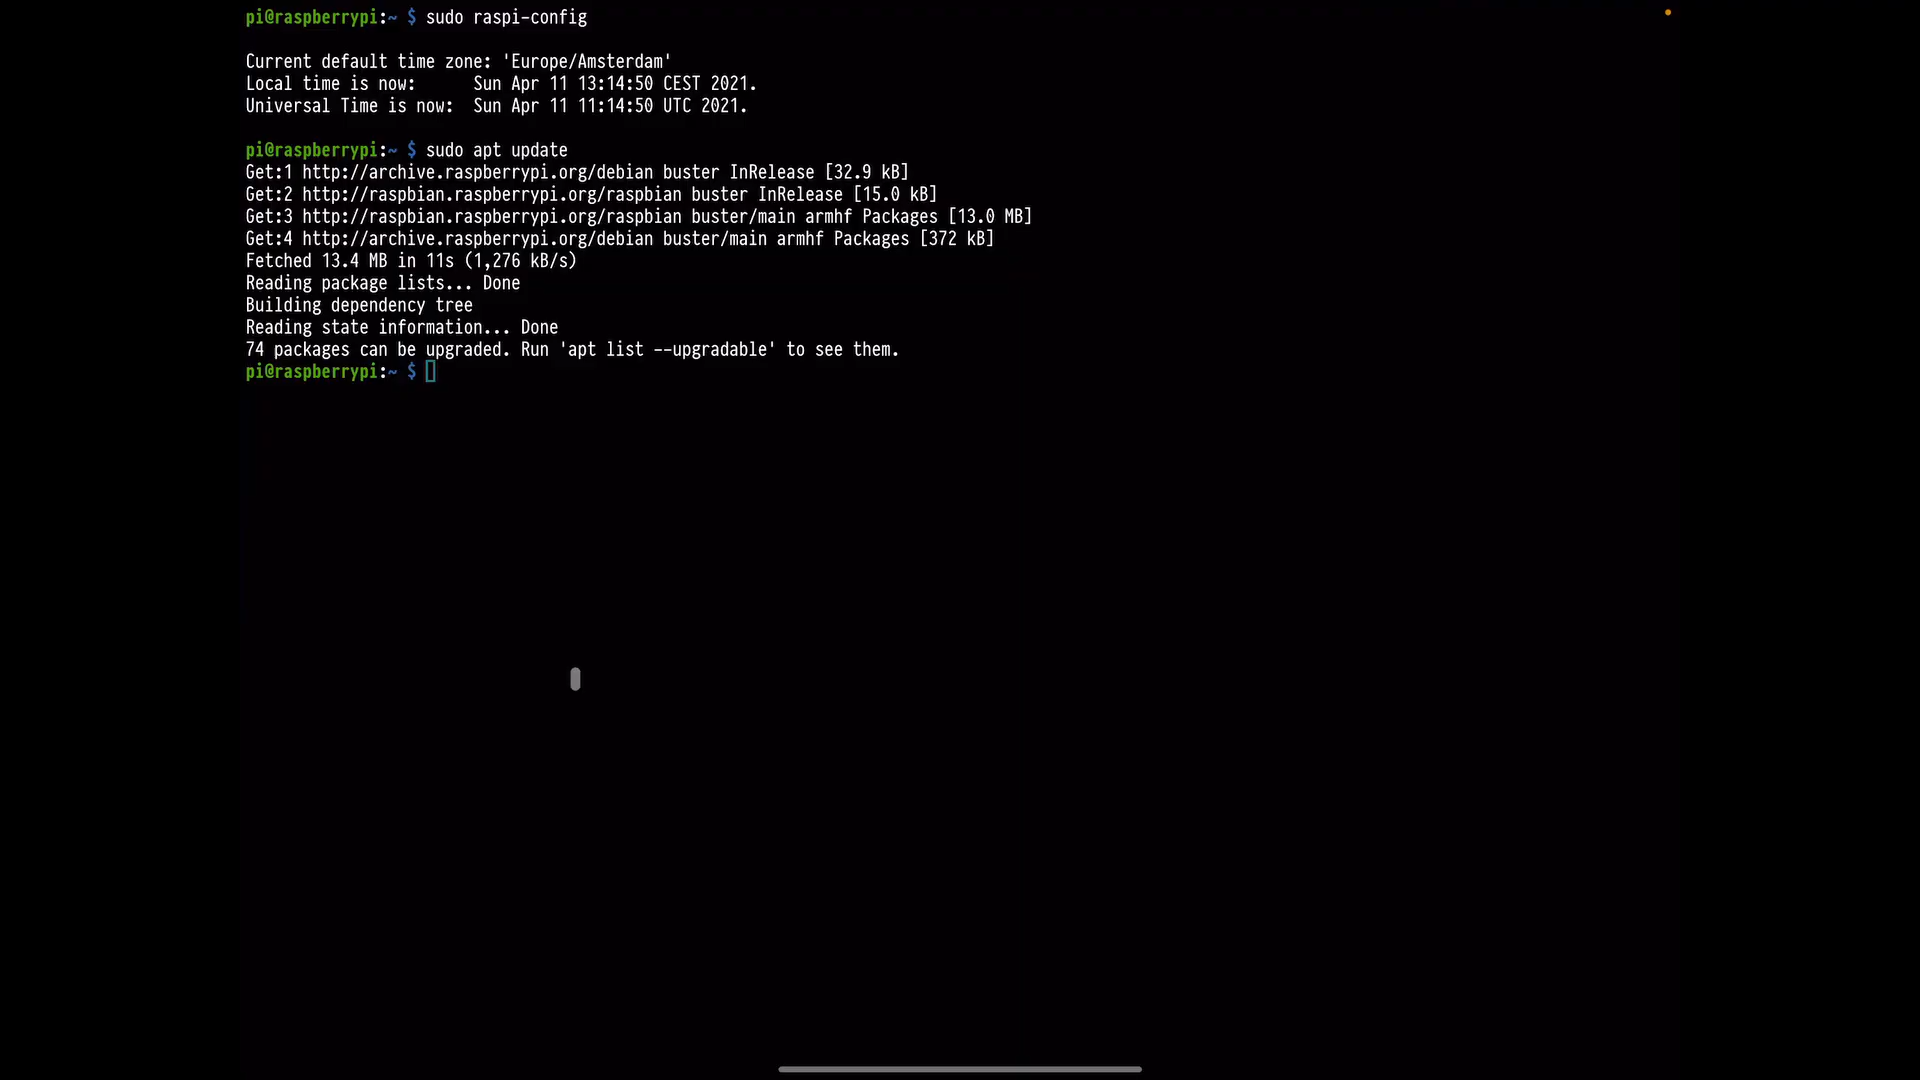 pi@raspberrypi:~ $ sudo raspi-config
Current default time zone: 'Europe/Amsterdam'
Local time is now:      Sun Apr 11 13:14:50 CEST 2021.
Universal Time is now:  Sun Apr 11 11:14:50 UTC 2021.
pi@raspberrypi:~ $ sudo apt update
Get:1 http://archive.raspberrypi.org/debian buster InRelease [32.9 kB]
Get:2 http://raspbian.raspberrypi.org/raspbian buster InRelease [15.0 kB]
Get:3 http://raspbian.raspberrypi.org/raspbian buster/main armhf Packages [13.0 MB]
Get:4 http://archive.raspberrypi.org/debian buster/main armhf Packages [372 kB]
Fetched 13.4 MB in 11s (1,276 kB/s)
Reading package lists... Done
Building dependency tree
Reading state information... Done
74 packages can be upgraded. Run 'apt list --upgradable' to see them.
pi@raspberrypi:~ $